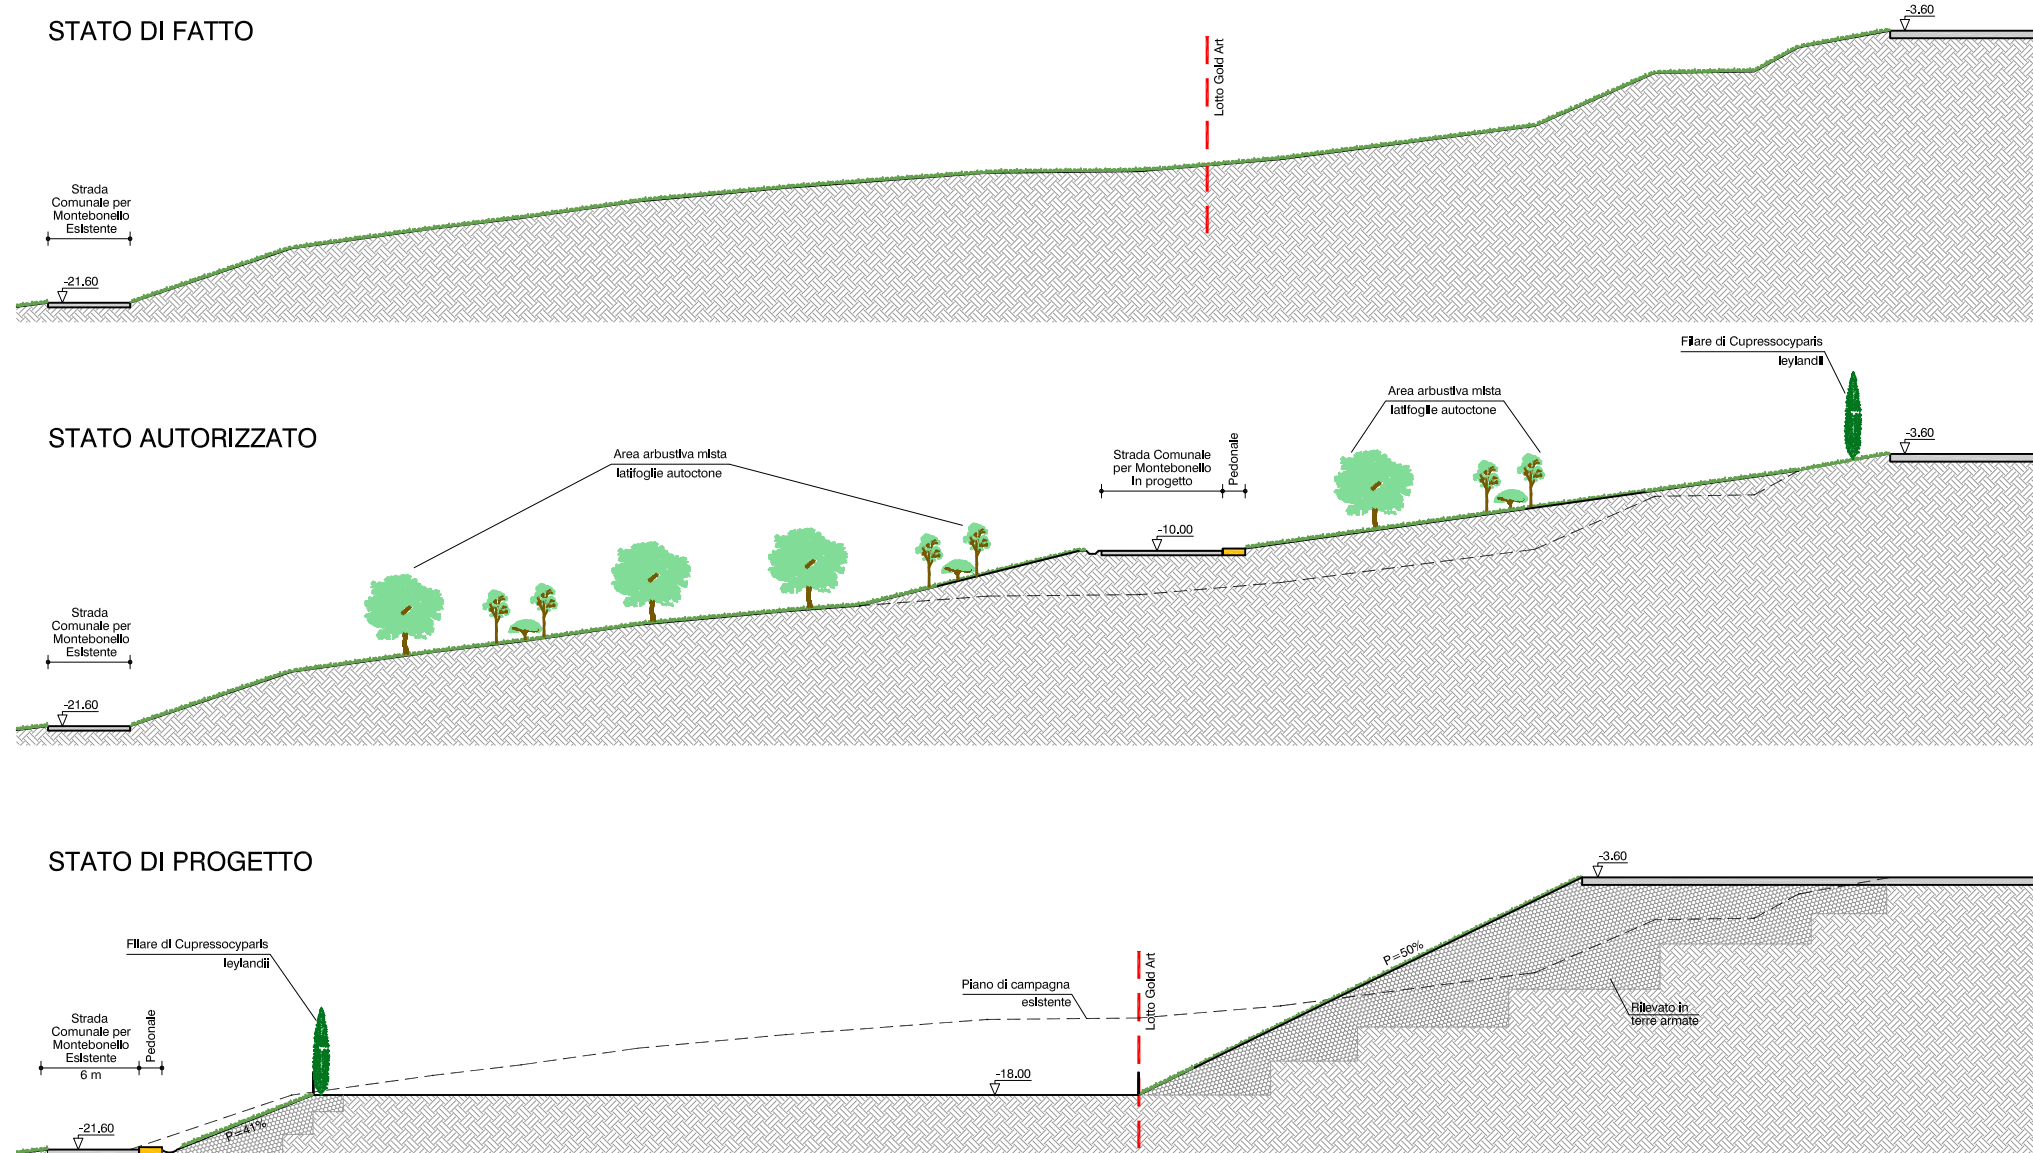 STATO DI FATTO
-3.60
Lotto Gold Art
Strada
Comunale per
Montebonello
Esistente
-21.60
STATO AUTORIZZATO
Filare di Cupressocyparis
leylandii
Area arbustiva mista
latifoglie autoctone
Area arbustiva mista
latifoglie autoctone
Strada Comunale
per Montebonello
In progetto
Pedonale
-3.60
-10.00
Strada
Comunale per
Montebonello
Esistente
-21.60
STATO DI PROGETTO
-3.60
Filare di Cupressocyparis
leylandii
P=50%
Lotto Gold Art
Piano di campagna
esistente
Rilevato in
terre armate
Strada
Comunale per
Montebonello
Esistente
6 m
Pedonale
-18.00
-21.60
P=41%